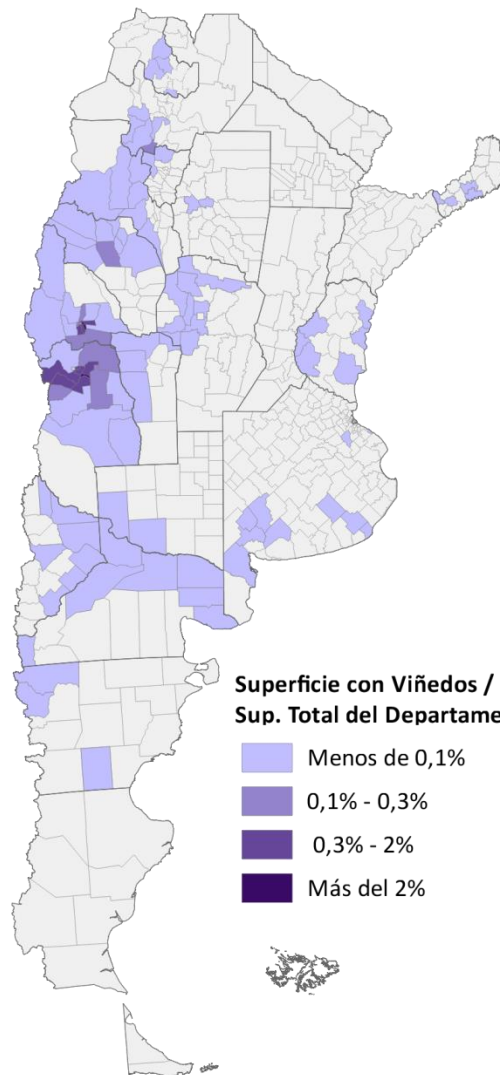 Superficie con Viñedos /
Sup. Total del Departame
Menos de 0,1%
0,1% - 0,3%
0,3% - 2%
Más del 2%